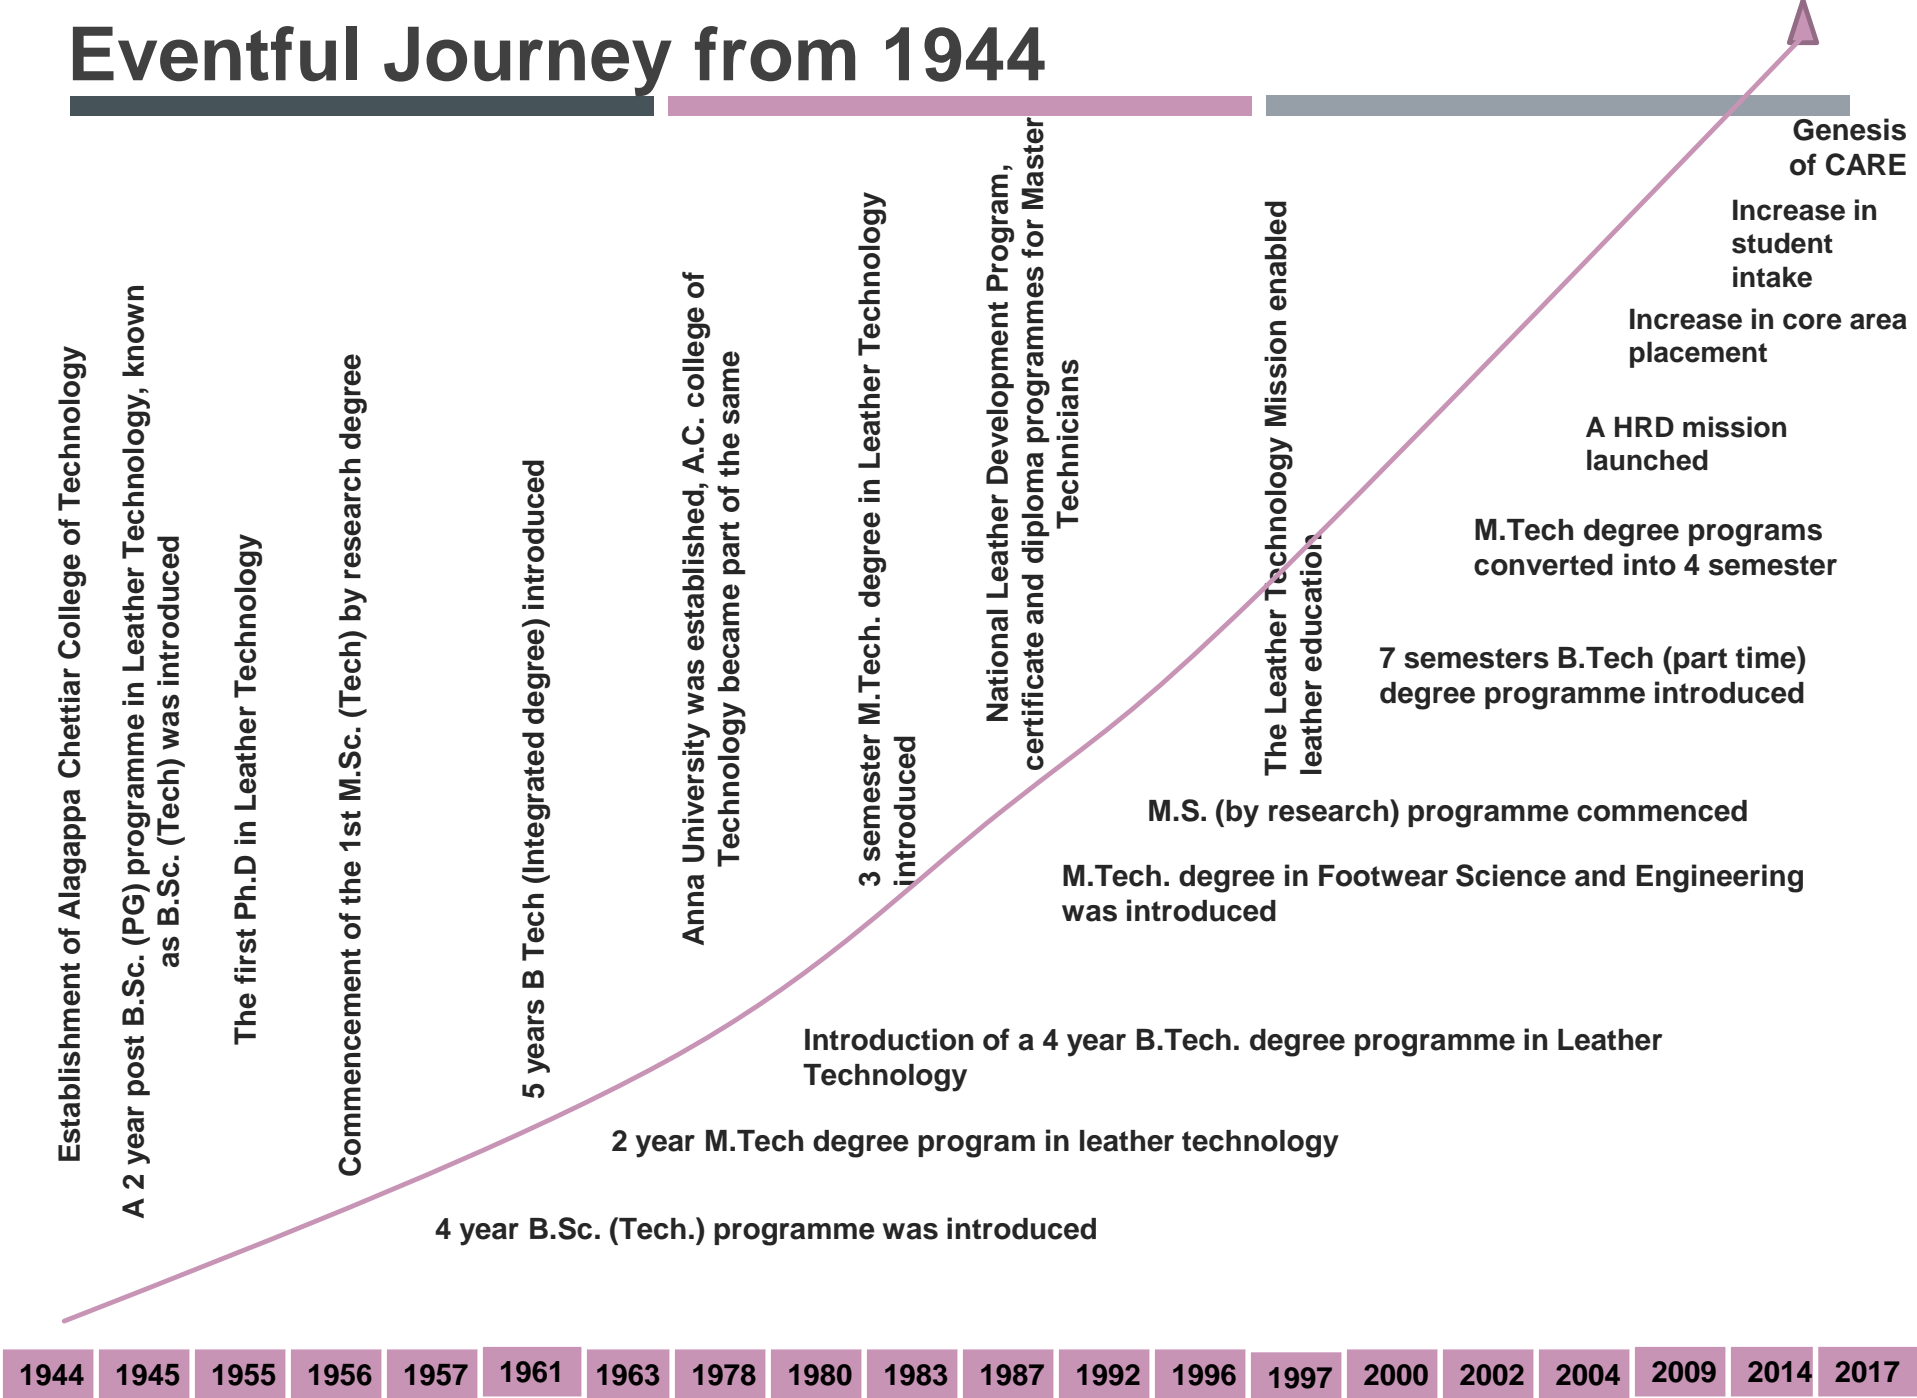 Eventful Journey from 1944
Establishment of Alagappa Chettiar College of Technology
A 2 year post B.Sc. (PG) programme in Leather Technology, known
as B.Sc. (Tech) was introduced
The first Ph.D in Leather Technology
Commencement of the 1st M.Sc. (Tech) by research degree
4 year B.Sc. (Tech.) programme was introduced
5 years B Tech (Integrated degree) introduced
2 year M.Tech degree program in leather technology
Anna University was established, A.C. college of
Technology became part of the same
Introduction of a 4 year B.Tech. degree programme in Leather
Technology
3 semester M.Tech. degree in Leather Technology
introduced
National Leather Development Program,
certificate and diploma programmes for Master
Technicians
M.Tech. degree in Footwear Science and Engineering
was introduced
M.S. (by research) programme commenced
The Leather Technology Mission enabled
leather education
7 semesters B.Tech (part time)
degree programme introduced
M.Tech degree programs
converted into 4 semester
A HRD mission
launched
Increase in core area
placement
Increase in
student
intake
Genesis
of CARE
1944
1945
1955
1956
1957
1961
1963
1978
1980
1983
1987
1992
1996
1997
2000
2002
2004
2009
2014
2017